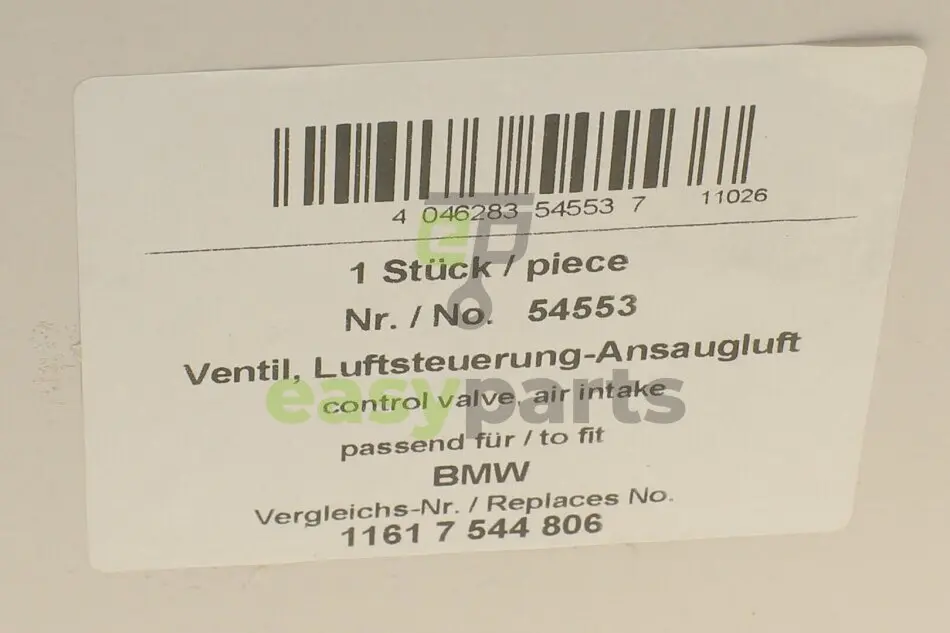 4 046283 54553 7 11026
1 Stück / piece
Nr. / No. 54553
Ventil, Luftsteuerung-Ansaugluft
control valve, air intake
easyparts
passend für / to fit
BMW
Vergleichs-Nr. / Replaces No.
1161 7 544 806